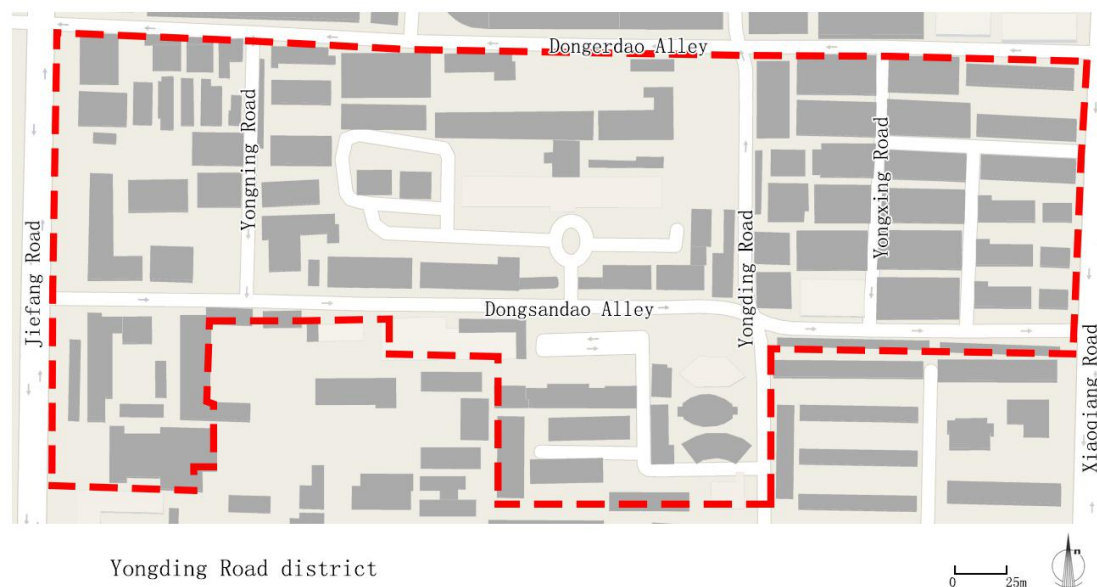 Dongerdao Alley
Yongning Road
Yongxing Road
Jiefang Road
Dongsandao Alley
Yongding Road
Xiaoqiang Road
Yongding Road district
n
0 25m